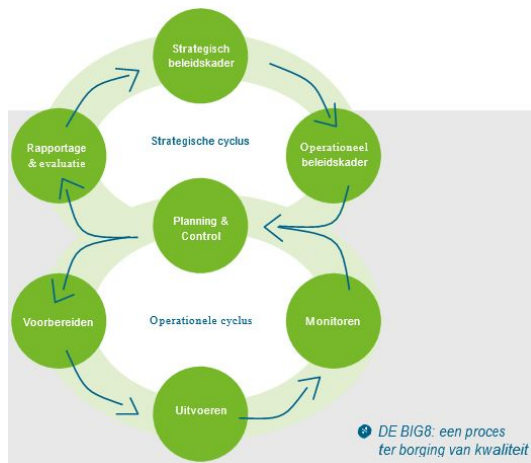 Strategisch
beleidskader
Rapportage
& evaluatie
Strategische cyclus
Operationeel
beleidskader
Planning &
Control
Voorbereiden
Operationele cyclus
Monitoren
Uitvoeren
DE BIG8: een proces
ter borging van kwaliteit